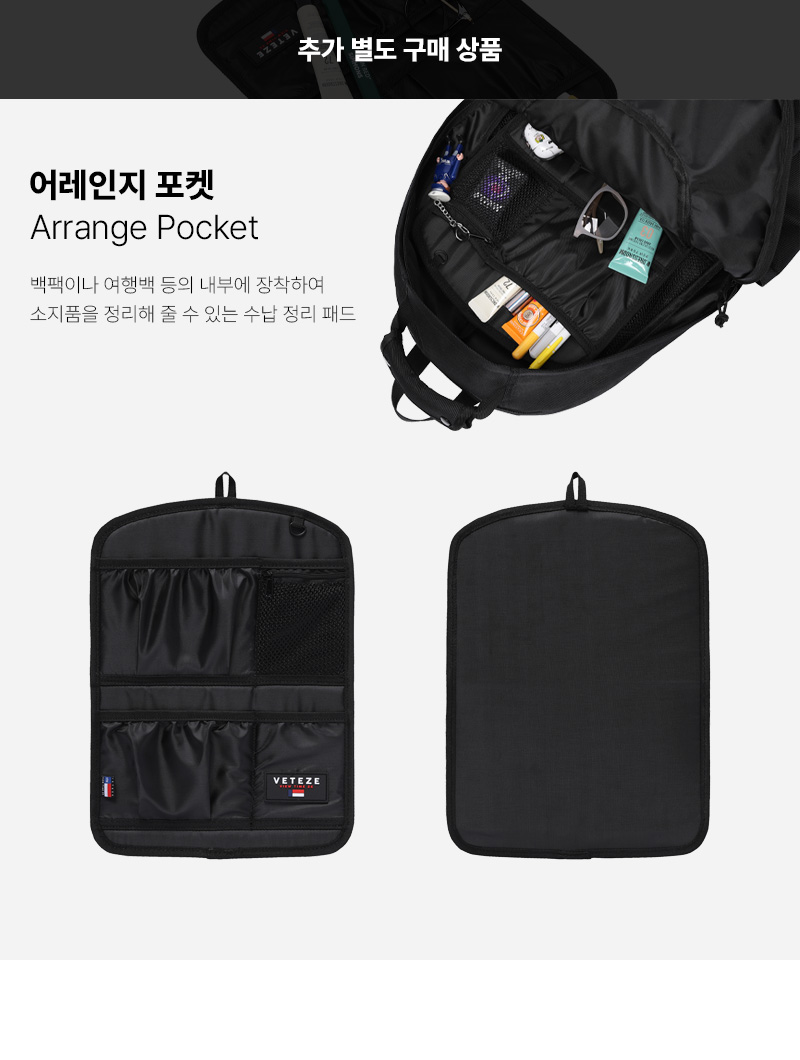 추가 별도 구매 상품
VETEZE
어레인지 포켓
Arrange Pocket
백팩이나 여행백 등의 내부에 장착하여
소지품을 정리해 줄 수 있는 수납 정리 패드
VETEZE